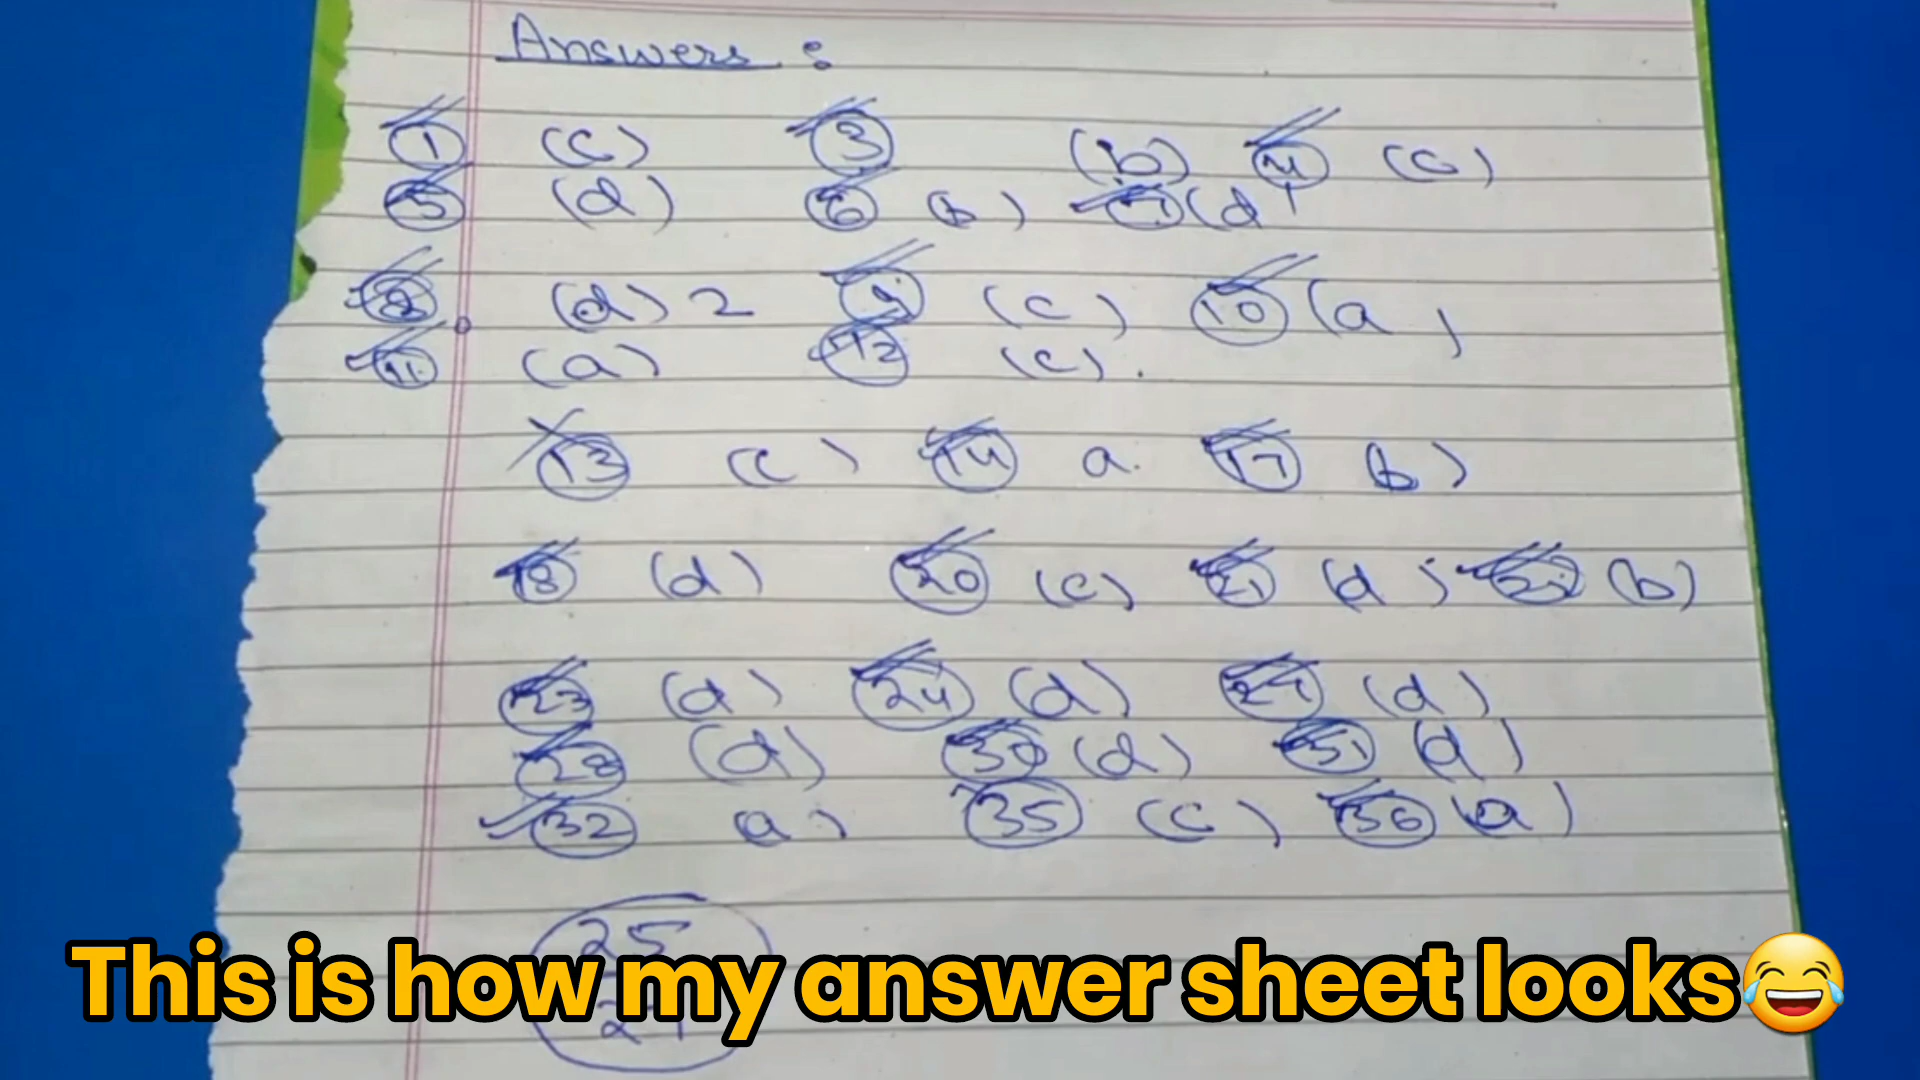 Answers :
1 (c) 3 (b) 4 (c)
5 (d) 6 (b) 7 (d)
8 (d) 2 9 (c) 10 (a)
11 (a) 12 (c).
13 c) 14 a. 17 b)
18 (d) 20 (c) 21 (d) 22 (b)
23 (d) 24 (d) 27 (d)
28 (d) 30 (d) 31 (d)
32 a) 35 (c) 36 (a)
25
This is how my answer sheet looks😂